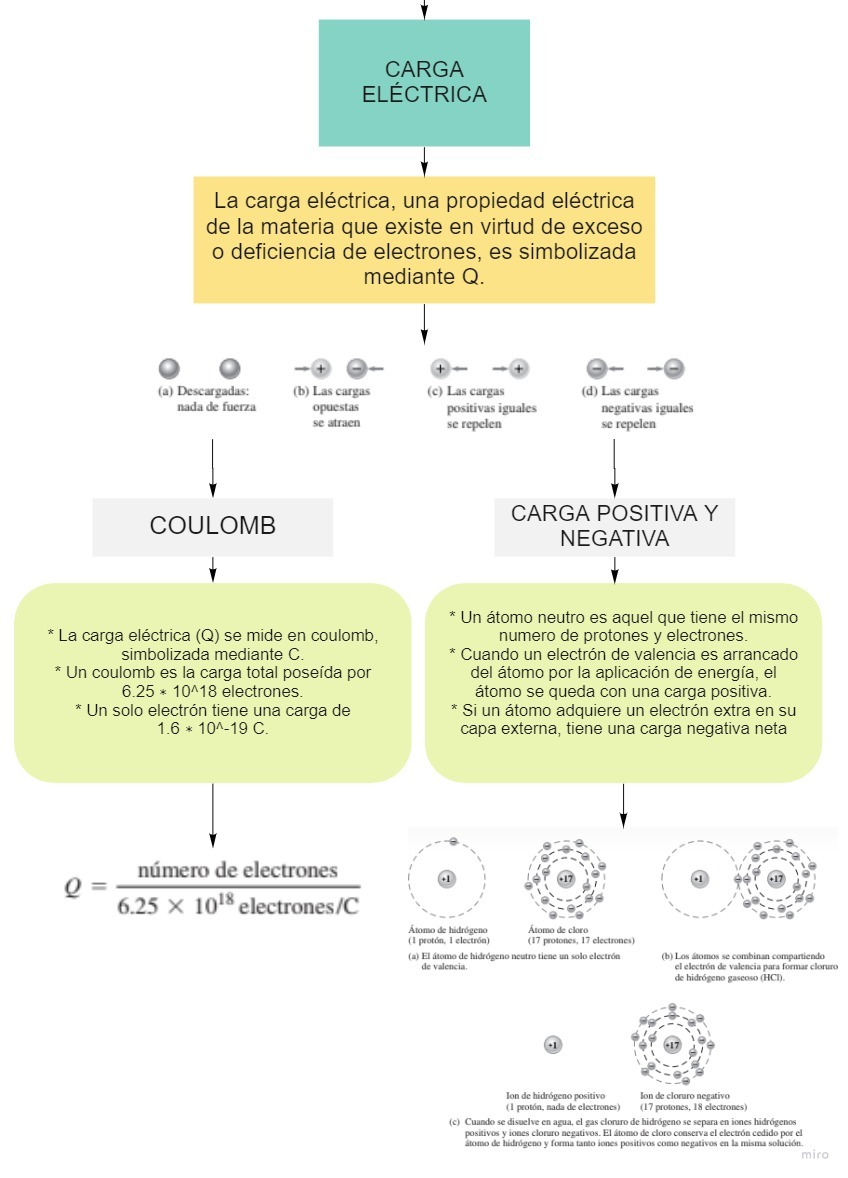 CARGA
ELÉCTRICA
La carga eléctrica, una propiedad eléctrica
de la materia que existe en virtud de exceso
o deficiencia de electrones, es simbolizada
mediante Q.
+ − + + − −
(a) Descargadas:
nada de fuerza
(b) Las cargas
opuestas
se atraen
(c) Las cargas
positivas iguales
se repelen
(d) Las cargas
negativas iguales
se repelen
COULOMB
* La carga eléctrica (Q) se mide en coulomb,
simbolizada mediante C.
* Un coulomb es la carga total poseída por
6.25 * 10^18 electrones.
* Un solo electrón tiene una carga de
1.6 * 10^-19 C.
Q = número de electrones
6.25 × 10¹⁸ electrones/C
CARGA POSITIVA Y
NEGATIVA
* Un átomo neutro es aquel que tiene el mismo
numero de protones y electrones.
* Cuando un electrón de valencia es arrancado
del átomo por la aplicación de energía, el
átomo se queda con una carga positiva.
* Si un átomo adquiere un electrón extra en su
capa externa, tiene una carga negativa neta
+1
+17
+1
+17
Átomo de hidrógeno
(1 protón, 1 electrón)
Átomo de cloro
(17 protones, 17 electrones)
(a) El átomo de hidrógeno neutro tiene un solo electrón
de valencia.
(b) Los átomos se combinan compartiendo
el electrón de valencia para formar cloruro
de hidrógeno gaseoso (HCl).
+1
+17
Ion de hidrógeno positivo
(1 protón, nada de electrones)
Ion de cloruro negativo
(17 protones, 18 electrones)
(c) Cuando se disuelve en agua, el gas cloruro de hidrógeno se separa en iones hidrógenos
positivos y iones cloruro negativos. El átomo de cloro conserva el electrón cedido por el
átomo de hidrógeno y forma tanto iones positivos como negativos en la misma solución.
miro